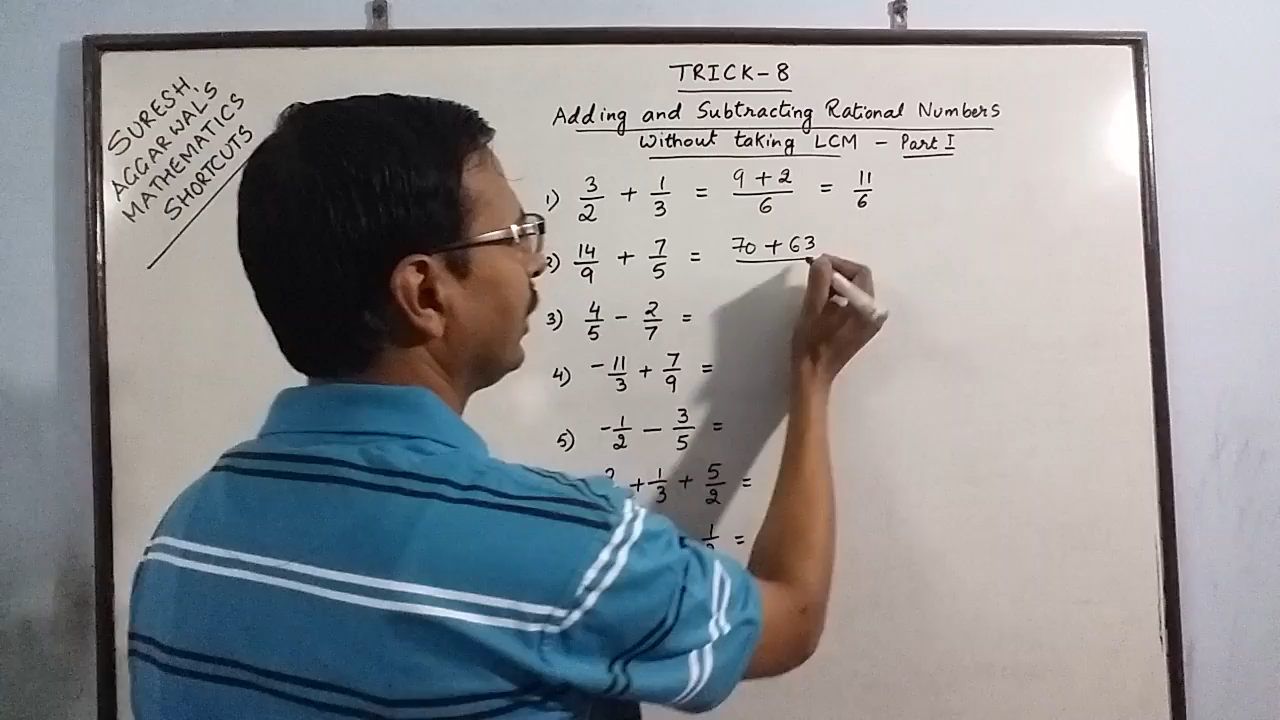 SURESH
AGGARWAL'S
MATHEMATICS
SHORTCUTS
TRICK-8
Adding and Subtracting Rational Numbers
Without taking LCM - Part I
1) 3/2 + 1/3 = 9+2/6 = 11/6
2) 14/9 + 7/5 = 70+63
3) 4/5 - 2/7 =
4) -11/3 + 7/9 =
5) -1/2 - 3/5 =
+ 1/3 + 5/2 =
=